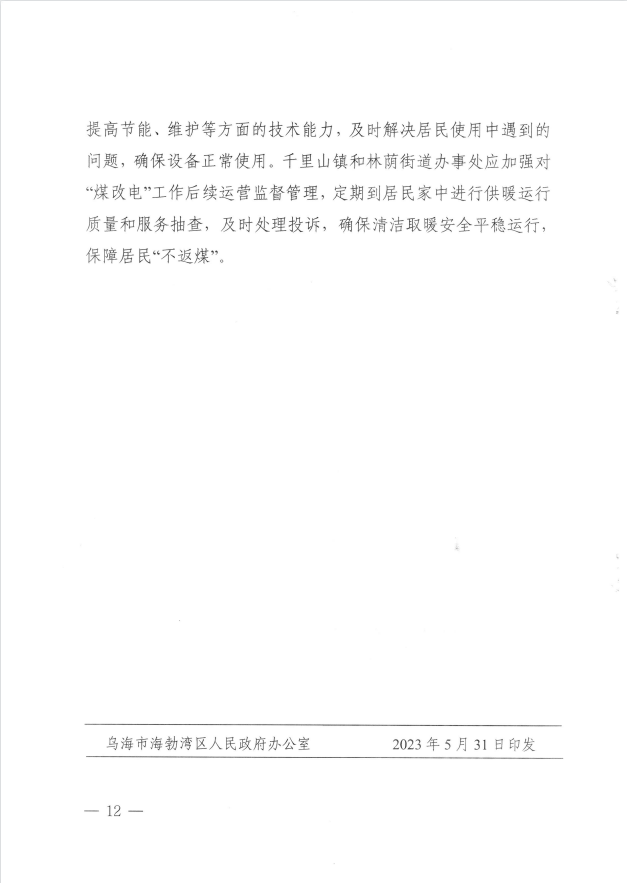 提高节能、维护等方面的技术能力，及时解决居民使用中遇到的
问题，确保设备正常使用。千里山镇和林荫街道办事处应加强对
“煤改电”工作后续运营监督管理，定期到居民家中进行供暖运行
质量和服务抽查，及时处理投诉，确保清洁取暖安全平稳运行，
保障居民“不返煤”。
乌海市海勃湾区人民政府办公室 2023 年 5 月 31 日印发
— 12 —